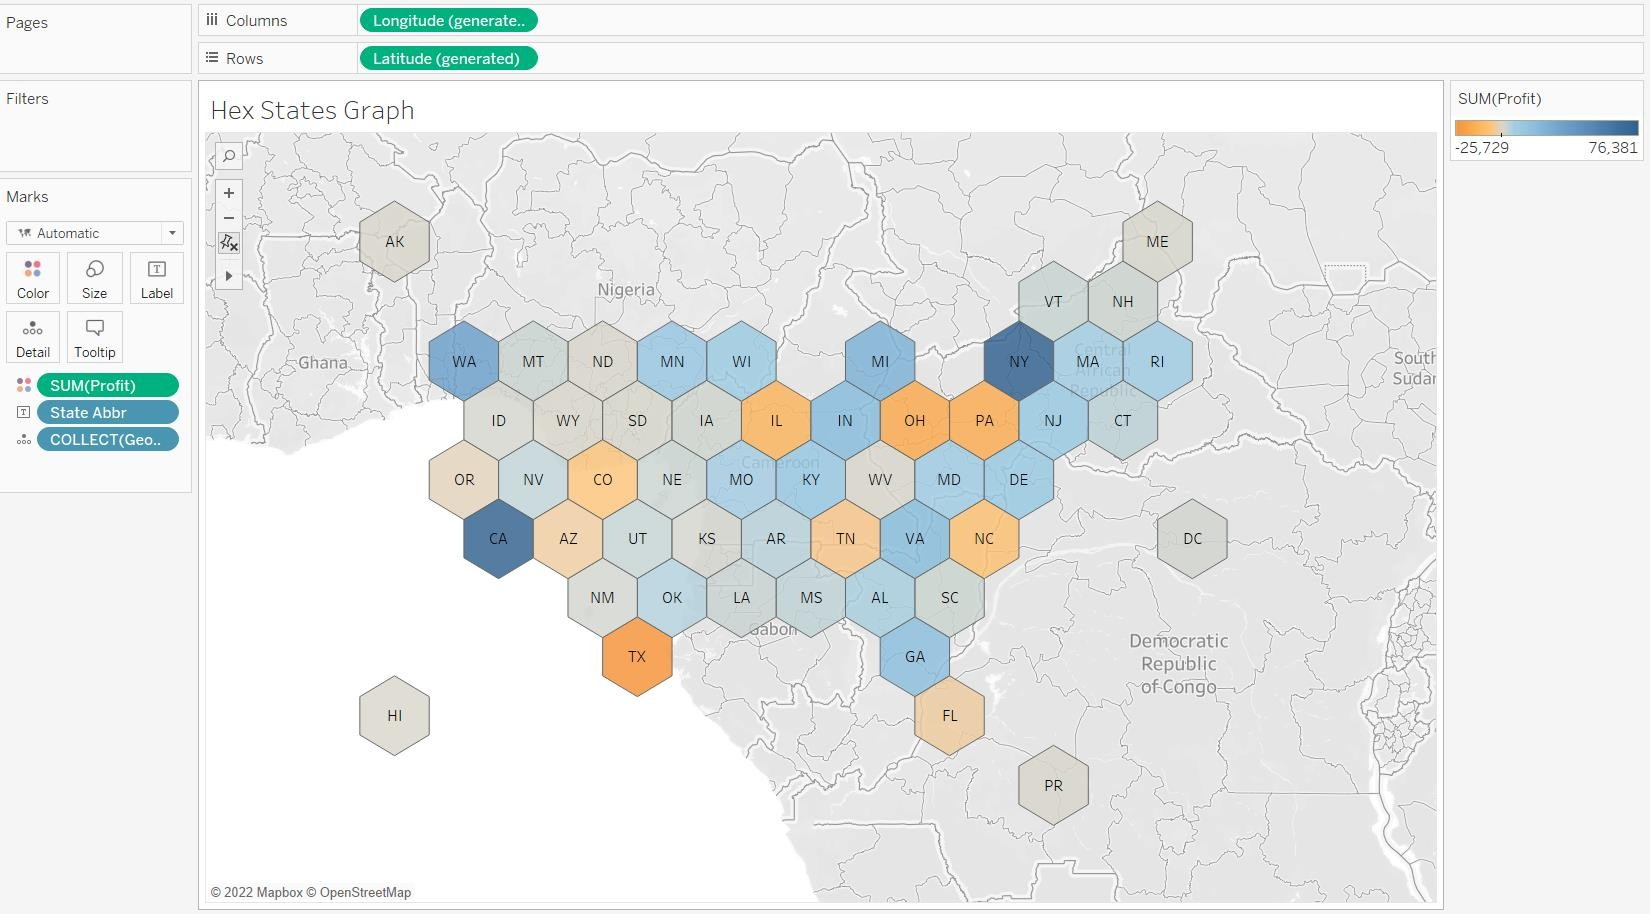 Pages
Columns
Longitude (generate..
Rows
Latitude (generated)
Filters
Marks
Automatic
Color
Size
Label
Detail
Tooltip
SUM(Profit)
State Abbr
COLLECT(Geo..
Hex States Graph
AK
ME
VT
NH
Nigeria
Ghana
WA
MT
ND
MN
WI
MI
NY
MA
RI
Central
African
Republic
South
Sudan
ID
WY
SD
IA
IL
IN
OH
PA
NJ
CT
Cameroon
OR
NV
CO
NE
MO
KY
WV
MD
DE
CA
AZ
UT
KS
AR
TN
VA
NC
DC
NM
OK
LA
MS
AL
SC
Gabon
TX
GA
Democratic
Republic
of Congo
HI
FL
PR
© 2022 Mapbox © OpenStreetMap
SUM(Profit)
-25,729
76,381